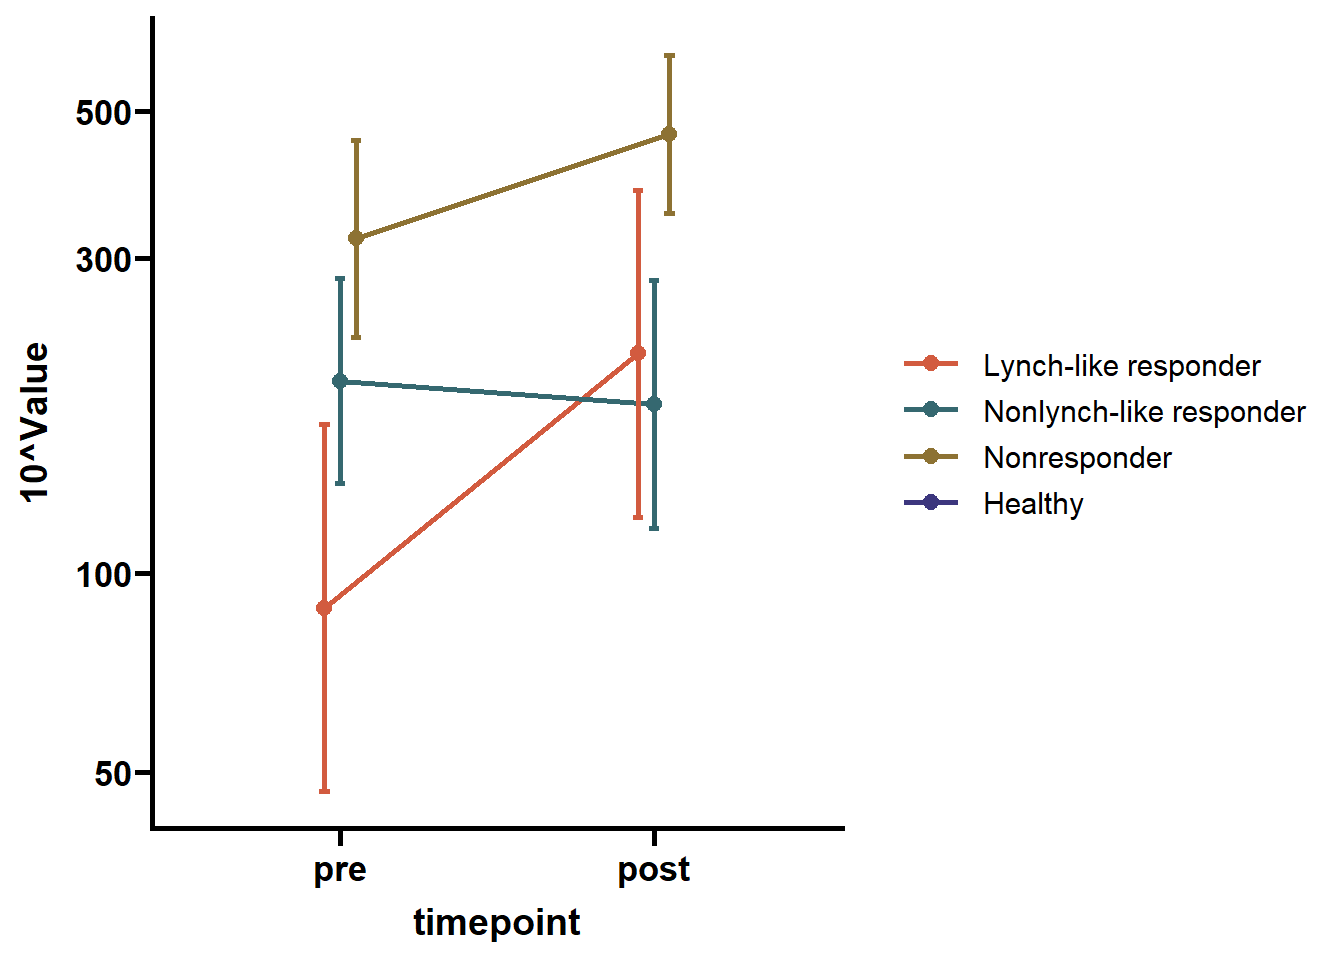 10^Value
500
300
100
50
pre
post
timepoint
Lynch-like responder
Nonlynch-like responder
Nonresponder
Healthy